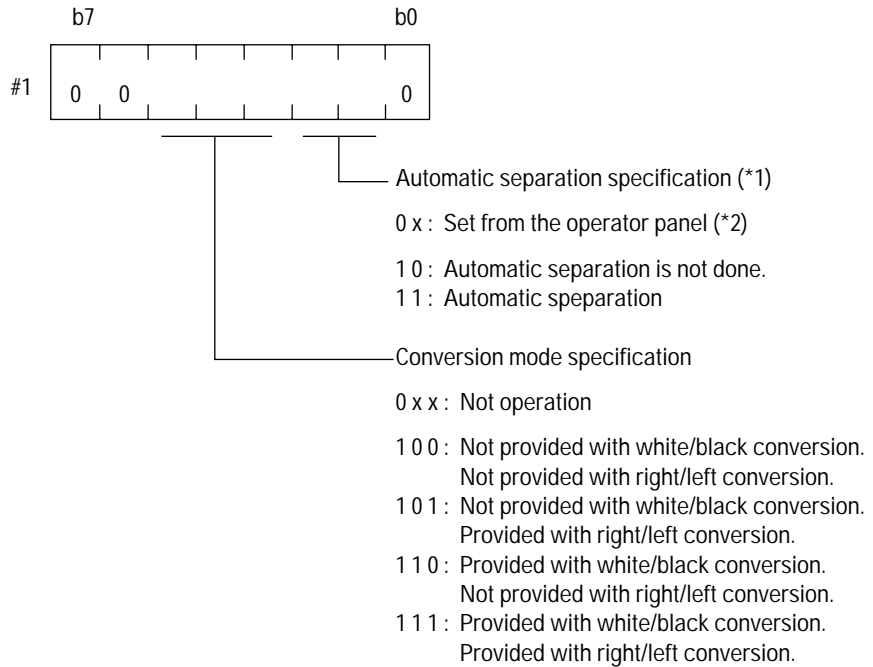 b7 b0
#1 0 0 0
Automatic separation specification (*1)
0 x : Set from the operator panel (*2)
1 0 : Automatic separation is not done.
1 1 : Automatic speparation
Conversion mode specification
0 x x : Not operation
1 0 0 : Not provided with white/black conversion.
Not provided with right/left conversion.
1 0 1 : Not provided with white/black conversion.
Provided with right/left conversion.
1 1 0 : Provided with white/black conversion.
Not provided with right/left conversion.
1 1 1 : Provided with white/black conversion.
Provided with right/left conversion.